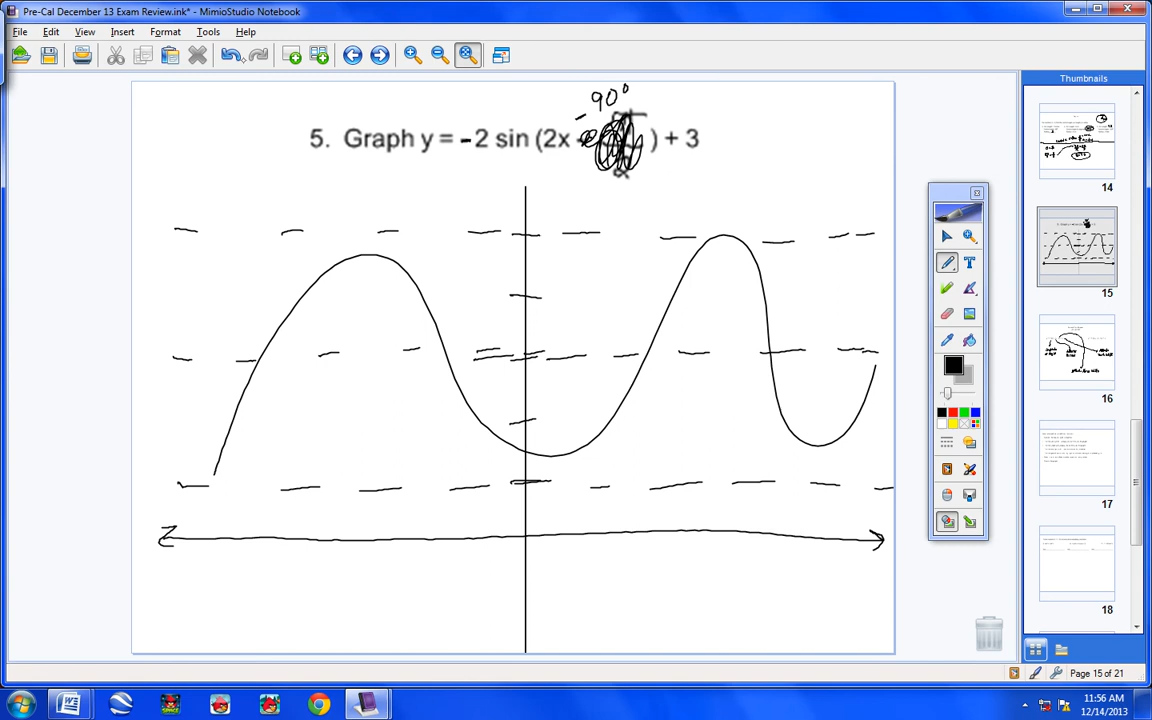 Pre-Cal December 13 Exam Review.ink* - MimioStudio Notebook
File Edit View Insert Format Tools Help
Thumbnails
- 90°
5. Graph y = -2 sin (2x ) + 3
14
15
16
17
18
Page 15 of 21
11:56 AM
12/14/2013